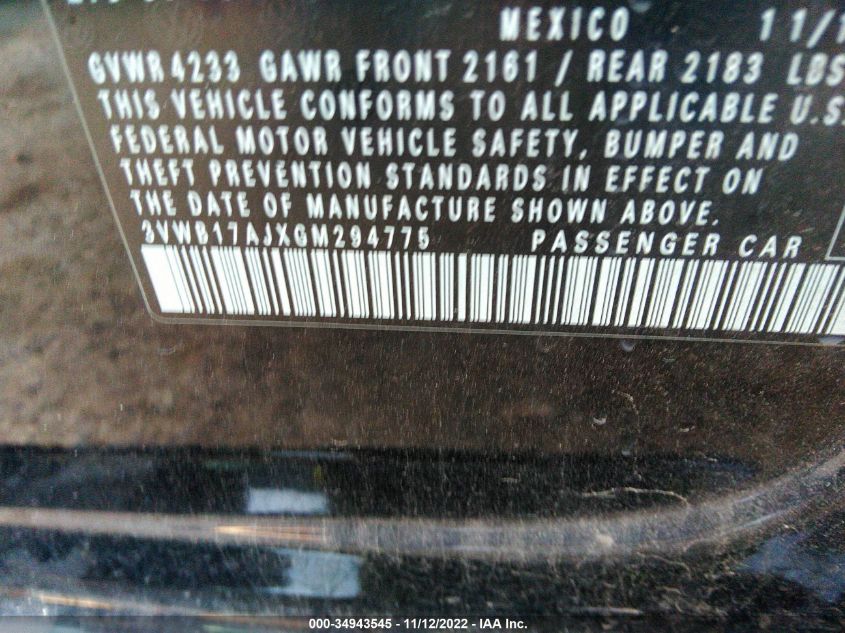 MEXICO 11/1
GVWR 4233 GAWR FRONT 2161 / REAR 2183 LBS
THIS VEHICLE CONFORMS TO ALL APPLICABLE U.S.
FEDERAL MOTOR VEHICLE SAFETY, BUMPER AND
THEFT PREVENTION STANDARDS IN EFFECT ON
THE DATE OF MANUFACTURE SHOWN ABOVE.
3VWB17AJXGM294775 PASSENGER CAR
000-34943545 - 11/12/2022 - IAA Inc.